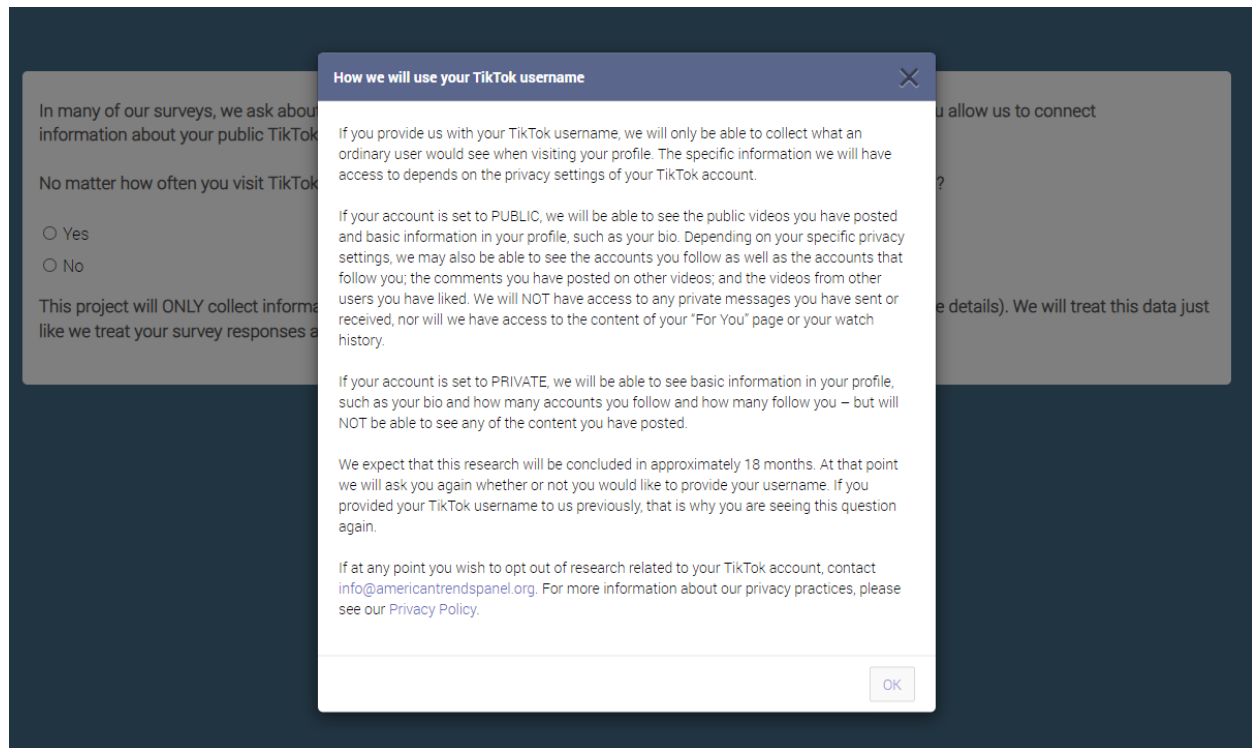 How we will use your TikTok username
In many of our surveys, we ask about
u allow us to connect
information about your public TikTok
No matter how often you visit TikTok
?
Yes
No
This project will ONLY collect informa
e details). We will treat this data just
like we treat your survey responses a
If you provide us with your TikTok username, we will only be able to collect what an
ordinary user would see when visiting your profile. The specific information we will have
access to depends on the privacy settings of your TikTok account.
If your account is set to PUBLIC, we will be able to see the public videos you have posted
and basic information in your profile, such as your bio. Depending on your specific privacy
settings, we may also be able to see the accounts you follow as well as the accounts that
follow you; the comments you have posted on other videos; and the videos from other
users you have liked. We will NOT have access to any private messages you have sent or
received, nor will we have access to the content of your “For You” page or your watch
history.
If your account is set to PRIVATE, we will be able to see basic information in your profile,
such as your bio and how many accounts you follow and how many follow you – but will
NOT be able to see any of the content you have posted.
We expect that this research will be concluded in approximately 18 months. At that point
we will ask you again whether or not you would like to provide your username. If you
provided your TikTok username to us previously, that is why you are seeing this question
again.
If at any point you wish to opt out of research related to your TikTok account, contact
info@americantrendspanel.org. For more information about our privacy practices, please
see our Privacy Policy.
OK